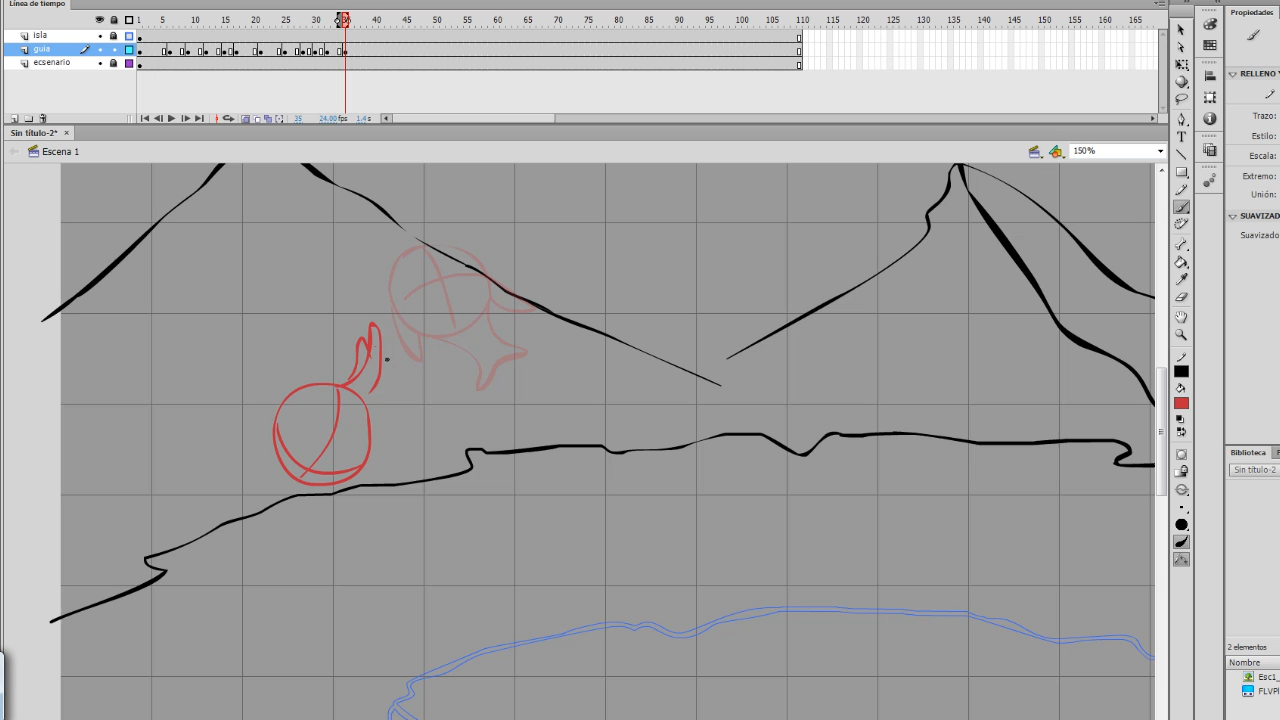 Línea de tiempo
1 5 10 15 20 25 30 40 45 50 55 60 65 70 75 80 85 90 95 100 105 110 115 120 125 130 135 140 145 150 155 160 165
isla
guia
ecsenario
35 24.00 fps 1.4 s
Sin título-2*
Escena 1
150%
Propiedades
RELLENO Y
Trazo:
Estilo:
Escala:
Extremo:
Unión:
SUAVIZAD
Suavizado:
Biblioteca
Sin título-2
2 elementos
Nombre
Esc1_
FLVPl